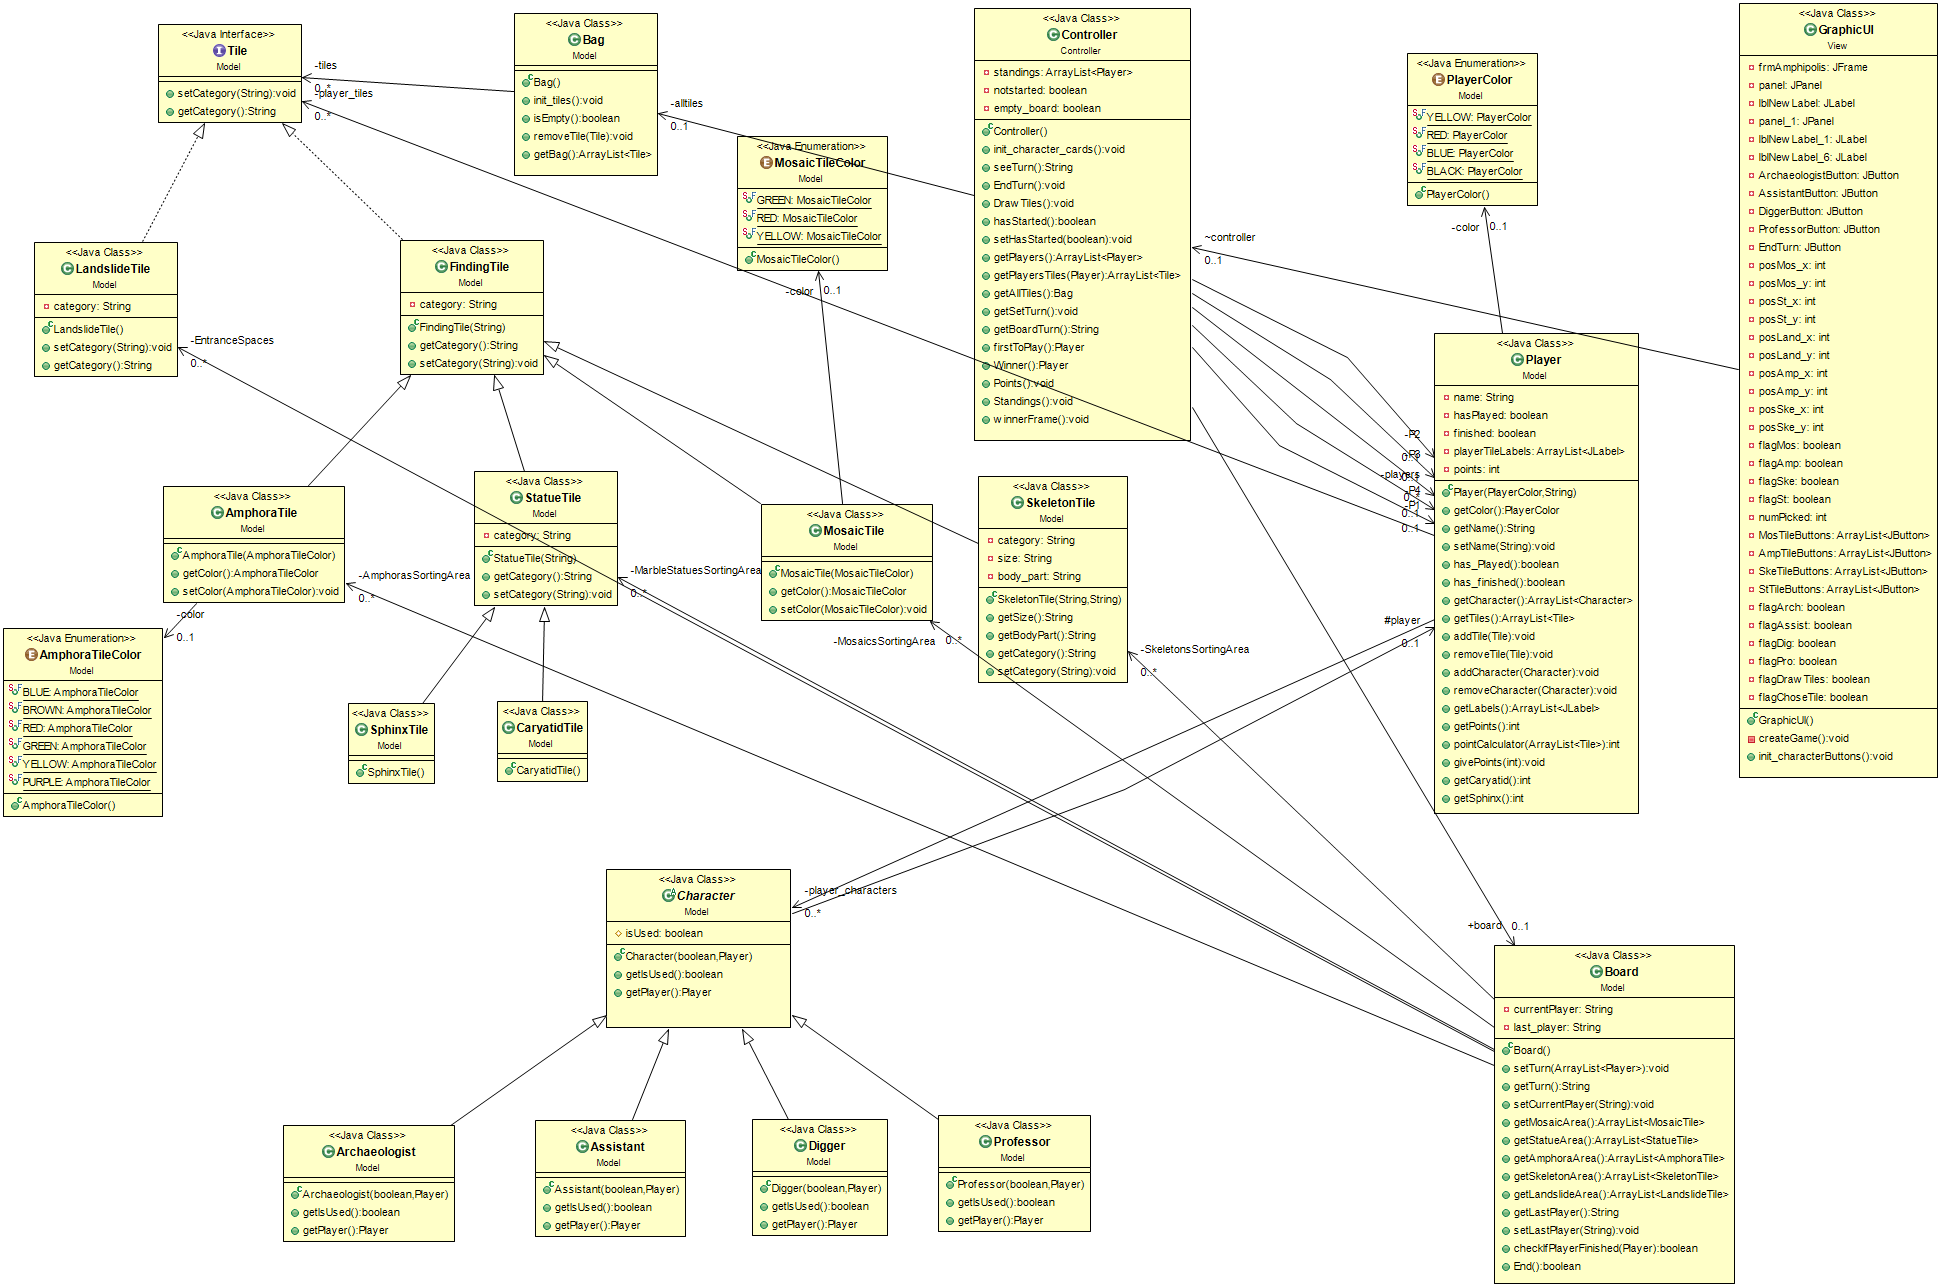 <<Java Interface>>
Tile
Model
setCategory(String):void
getCategory():String
-tiles
0..*
-player_tiles
0..*
<<Java Class>>
Bag
Model
Bag()
init_tiles():void
isEmpty():boolean
removeTile(Tile):void
getBag():ArrayList<Tile>
-alltiles
0..1
<<Java Enumeration>>
MosaicTileColor
Model
GREEN: MosaicTileColor
RED: MosaicTileColor
YELLOW: MosaicTileColor
MosaicTileColor()
-color
0..1
<<Java Class>>
Controller
Controller
standings: ArrayList<Player>
notstarted: boolean
empty_board: boolean
Controller()
init_character_cards():void
seeTurn():String
EndTurn():void
DrawTiles():void
hasStarted():boolean
setHasStarted(boolean):void
getPlayers():ArrayList<Player>
getPlayersTiles(Player):ArrayList<Tile>
getAllTiles():Bag
getSetTurn():void
getBoardTurn():String
firstToPlay():Player
Winner():Player
Points():void
Standings():void
winnerFrame():void
~controller
0..1
<<Java Enumeration>>
PlayerColor
Model
YELLOW: PlayerColor
RED: PlayerColor
BLUE: PlayerColor
BLACK: PlayerColor
PlayerColor()
-color
0..1
<<Java Class>>
GraphicUI
View
frmAmphipolis: JFrame
panel: JPanel
lblNewLabel: JLabel
panel_1: JPanel
lblNewLabel_1: JLabel
lblNewLabel_6: JLabel
ArchaeologistButton: JButton
AssistantButton: JButton
DiggerButton: JButton
ProfessorButton: JButton
EndTurn: JButton
posMos_x: int
posMos_y: int
posSt_x: int
posSt_y: int
posLand_x: int
posLand_y: int
posAmp_x: int
posAmp_y: int
posSke_x: int
posSke_y: int
flagMos: boolean
flagAmp: boolean
flagSke: boolean
flagSt: boolean
numPicked: int
MosTileButtons: ArrayList<JButton>
AmpTileButtons: ArrayList<JButton>
SkeTileButtons: ArrayList<JButton>
StTileButtons: ArrayList<JButton>
flagArch: boolean
flagAssist: boolean
flagDig: boolean
flagPro: boolean
flagDrawTiles: boolean
flagChoseTile: boolean
GraphicUI()
createGame():void
init_characterButtons():void
<<Java Class>>
LandslideTile
Model
category: String
LandslideTile()
setCategory(String):void
getCategory():String
-EntranceSpaces
0..*
<<Java Class>>
FindingTile
Model
category: String
FindingTile(String)
getCategory():String
setCategory(String):void
<<Java Class>>
Player
Model
name: String
hasPlayed: boolean
finished: boolean
playerTileLabels: ArrayList<JLabel>
points: int
Player(PlayerColor,String)
getColor():PlayerColor
getName():String
setName(String):void
has_Played():boolean
has_finished():boolean
getCharacter():ArrayList<Character>
getTiles():ArrayList<Tile>
addTile(Tile):void
removeTile(Tile):void
addCharacter(Character):void
removeCharacter(Character):void
getLabels():ArrayList<JLabel>
getPoints():int
pointCalculator(ArrayList<Tile>):int
givePoints(int):void
getCaryatid():int
getSphinx():int
-P2
-P3
-players
-P4
-P1
0..1
#player
0..1
<<Java Class>>
AmphoraTile
Model
AmphoraTile(AmphoraTileColor)
getColor():AmphoraTileColor
setColor(AmphoraTileColor):void
-AmphorasSortingArea
0..*
-color
0..1
<<Java Class>>
StatueTile
Model
category: String
StatueTile(String)
getCategory():String
setCategory(String):void
-MarbleStatuesSortingArea
0..*
<<Java Class>>
MosaicTile
Model
MosaicTile(MosaicTileColor)
getColor():MosaicTileColor
setColor(MosaicTileColor):void
-MosaicsSortingArea
0..*
<<Java Class>>
SkeletonTile
Model
category: String
size: String
body_part: String
SkeletonTile(String,String)
getSize():String
getBodyPart():String
getCategory():String
setCategory(String):void
-SkeletonsSortingArea
0..*
<<Java Enumeration>>
AmphoraTileColor
Model
BLUE: AmphoraTileColor
BROWN: AmphoraTileColor
RED: AmphoraTileColor
GREEN: AmphoraTileColor
YELLOW: AmphoraTileColor
PURPLE: AmphoraTileColor
AmphoraTileColor()
<<Java Class>>
SphinxTile
Model
SphinxTile()
<<Java Class>>
CaryatidTile
Model
CaryatidTile()
<<Java Class>>
Character
Model
isUsed: boolean
Character(boolean,Player)
getIsUsed():boolean
getPlayer():Player
-player_characters
0..*
+board
0..1
<<Java Class>>
Board
Model
currentPlayer: String
last_player: String
Board()
setTurn(ArrayList<Player>):void
getTurn():String
setCurrentPlayer(String):void
getMosaicArea():ArrayList<MosaicTile>
getStatueArea():ArrayList<StatueTile>
getAmphoraArea():ArrayList<AmphoraTile>
getSkeletonArea():ArrayList<SkeletonTile>
getLandslideArea():ArrayList<LandslideTile>
getLastPlayer():String
setLastPlayer(String):void
checkIfPlayerFinished(Player):boolean
End():boolean
<<Java Class>>
Archaeologist
Model
Archaeologist(boolean,Player)
getIsUsed():boolean
getPlayer():Player
<<Java Class>>
Assistant
Model
Assistant(boolean,Player)
getIsUsed():boolean
getPlayer():Player
<<Java Class>>
Digger
Model
Digger(boolean,Player)
getIsUsed():boolean
getPlayer():Player
<<Java Class>>
Professor
Model
Professor(boolean,Player)
getIsUsed():boolean
getPlayer():Player